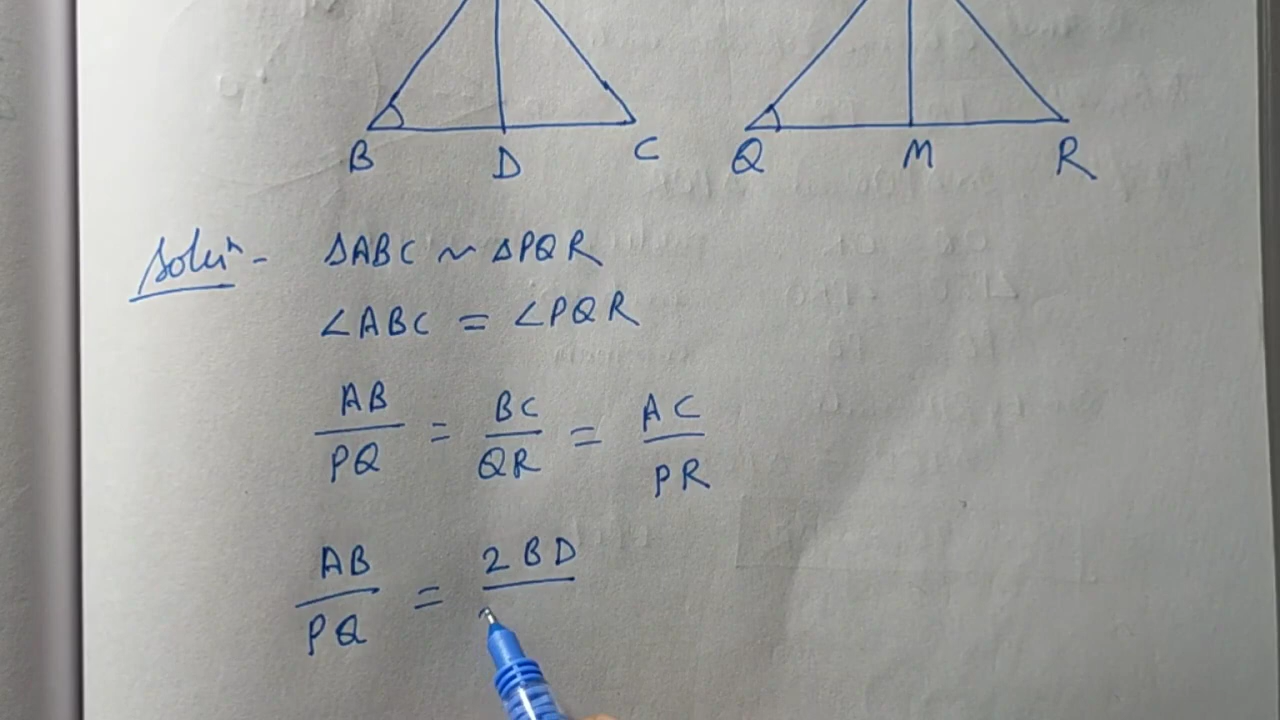 B D C Q M R
Soln - ΔABC ~ ΔPQR
∠ABC = ∠PQR
AB/PQ = BC/QR = AC/PR
AB/PQ = 2BD/